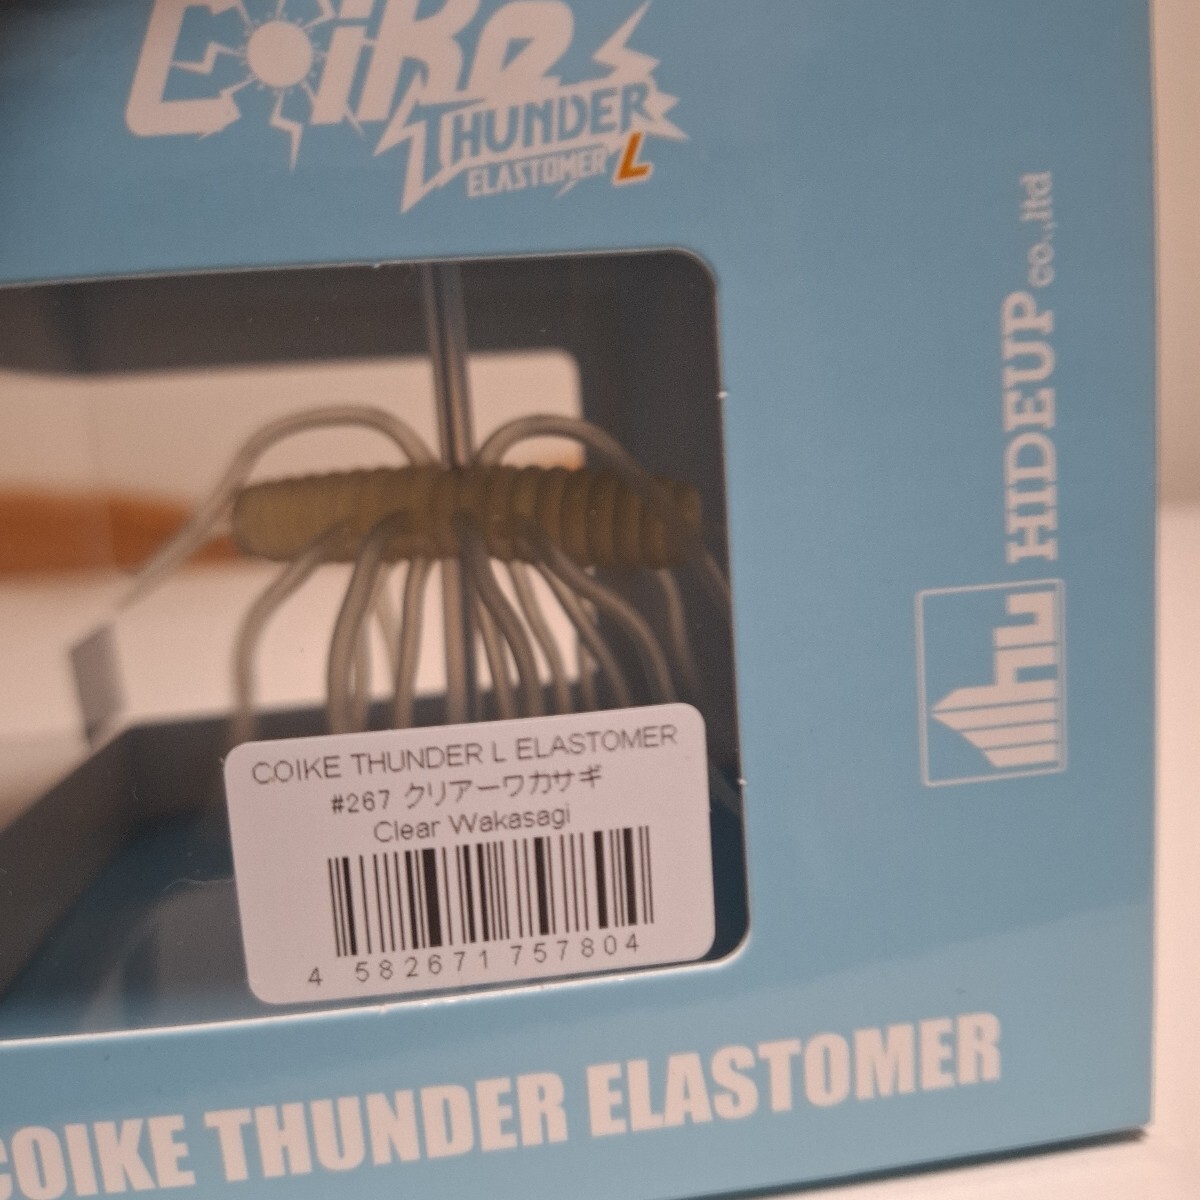 Coike
THUNDER
ELASTOMER L
HIDEUP co.,ltd
hu
COIKE THUNDER L ELASTOMER
#267 クリアーワカサギ
Clear Wakasagi
4 582671 757804
COIKE THUNDER ELASTOMER